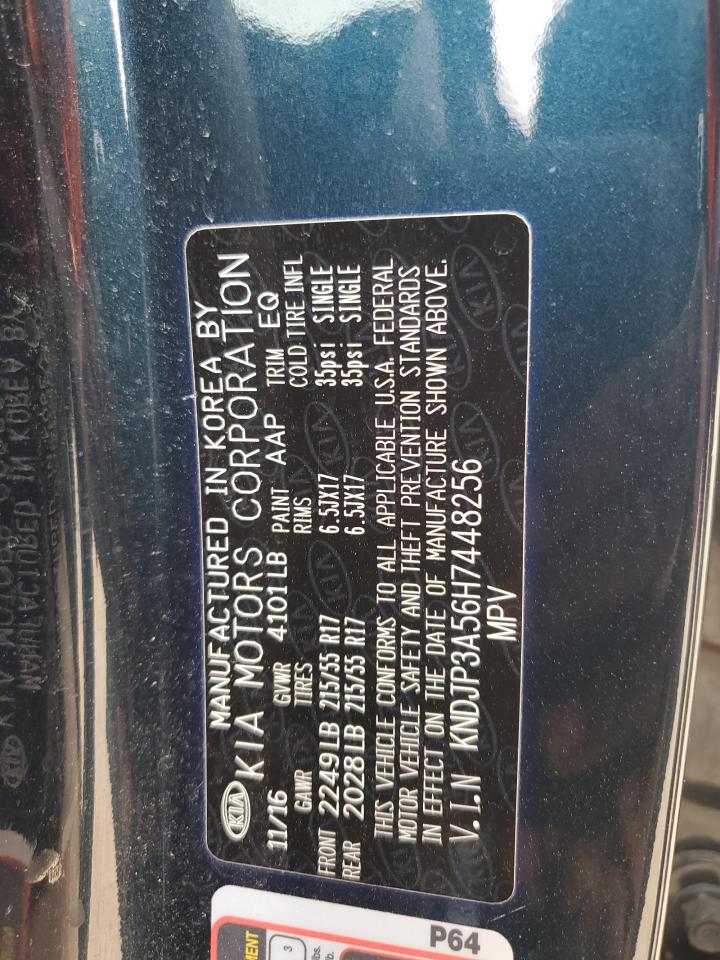 MANUFACTURED IN KOREA BY
KIA KIA MOTORS CORPORATION
11/16 GVWR 4101LB PAINT AAP TRIM EQ
GAWR TIRES RIMS COLD TIRE INFL
FRONT 2249LB 215/55 R17 6.5JX17 35psi SINGLE
REAR 2028LB 215/55 R17 6.5JX17 35psi SINGLE
THIS VEHICLE CONFORMS TO ALL APPLICABLE U.S.A. FEDERAL
MOTOR VEHICLE SAFETY AND THEFT PREVENTION STANDARDS
IN EFFECT ON THE DATE OF MANUFACTURE SHOWN ABOVE.
V.I.N KNDJP3A56H7448256
MPV
P64
3
lbs.